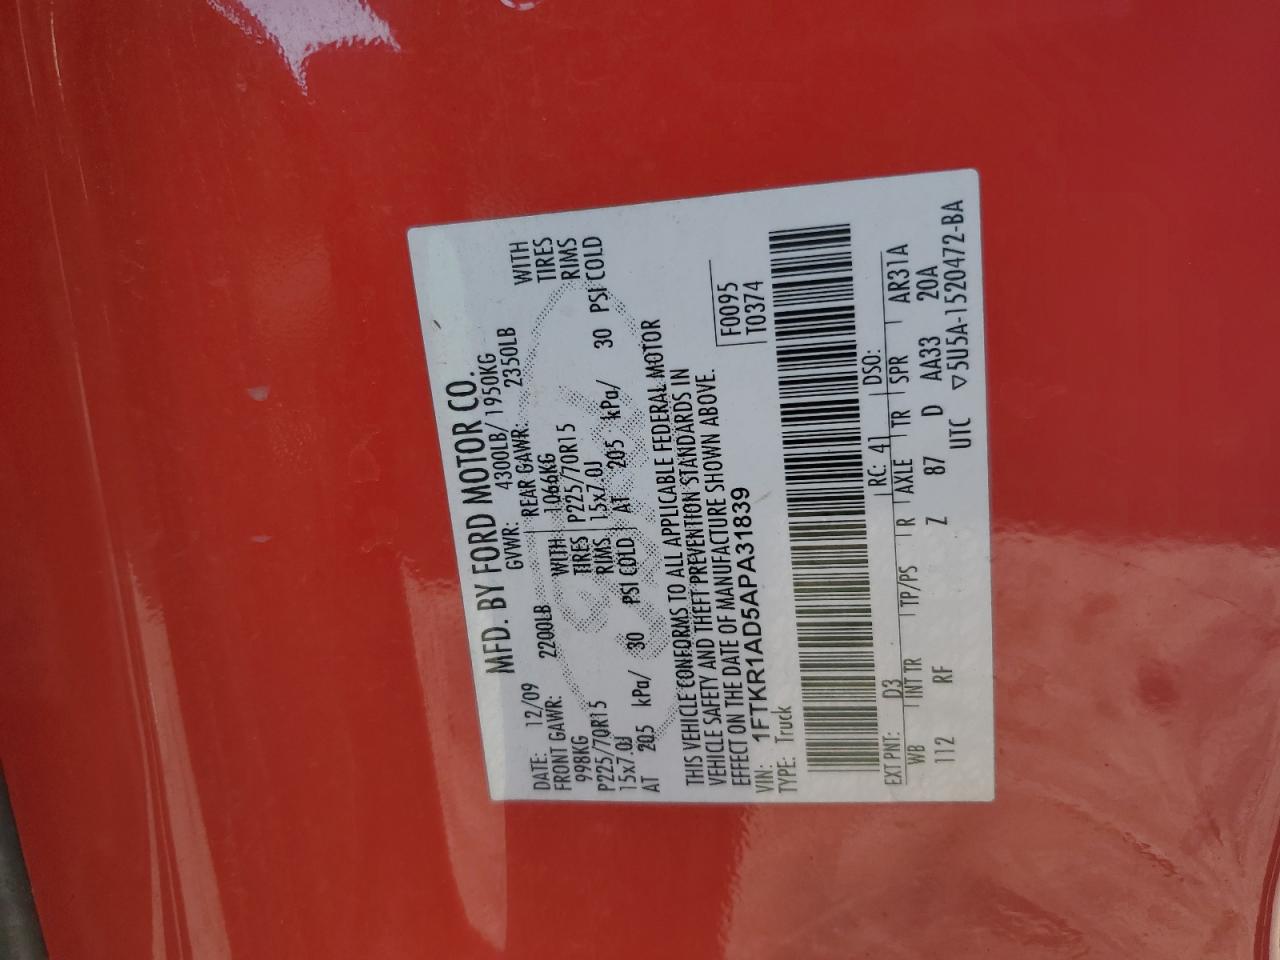 MFD. BY FORD MOTOR CO.
DATE: 12/09 GVWR: 4300LB/ 1950KG
FRONT GAWR: 2200LB REAR GAWR: 2350LB
998KG WITH 1066KG WITH
P225/70R15 TIRES P225/70R15 TIRES
15x7.0J RIMS 15x7.0J RIMS
AT 205 kPa/ 30 PSI COLD AT 205 kPa/ 30 PSI COLD
THIS VEHICLE CONFORMS TO ALL APPLICABLE FEDERAL MOTOR
VEHICLE SAFETY AND THEFT PREVENTION STANDARDS IN
EFFECT ON THE DATE OF MANUFACTURE SHOWN ABOVE.
VIN: 1FTKR1AD5APA31839 F0095
TYPE: Truck T0374
EXT PNT: D3 RC: 41 DSO:
WB INT TR TP/PS R AXLE TR SPR AR31A
112 RF Z 87 D AA33 20A
UTC ▽5U5A-1520472-BA